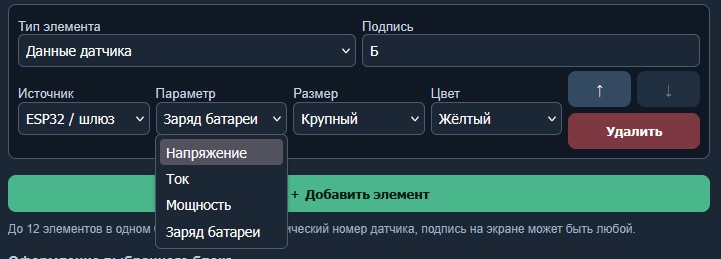 Тип элемента
Подпись
Данные датчика
Б
Источник
Параметр
Размер
Цвет
ESP32 / шлюз
Заряд батареи
Крупный
Жёлтый
↑
↓
Удалить
Напряжение
Ток
Мощность
Заряд батареи
+ Добавить элемент
До 12 элементов в одном
номер датчика, подпись на экране может быть любой.